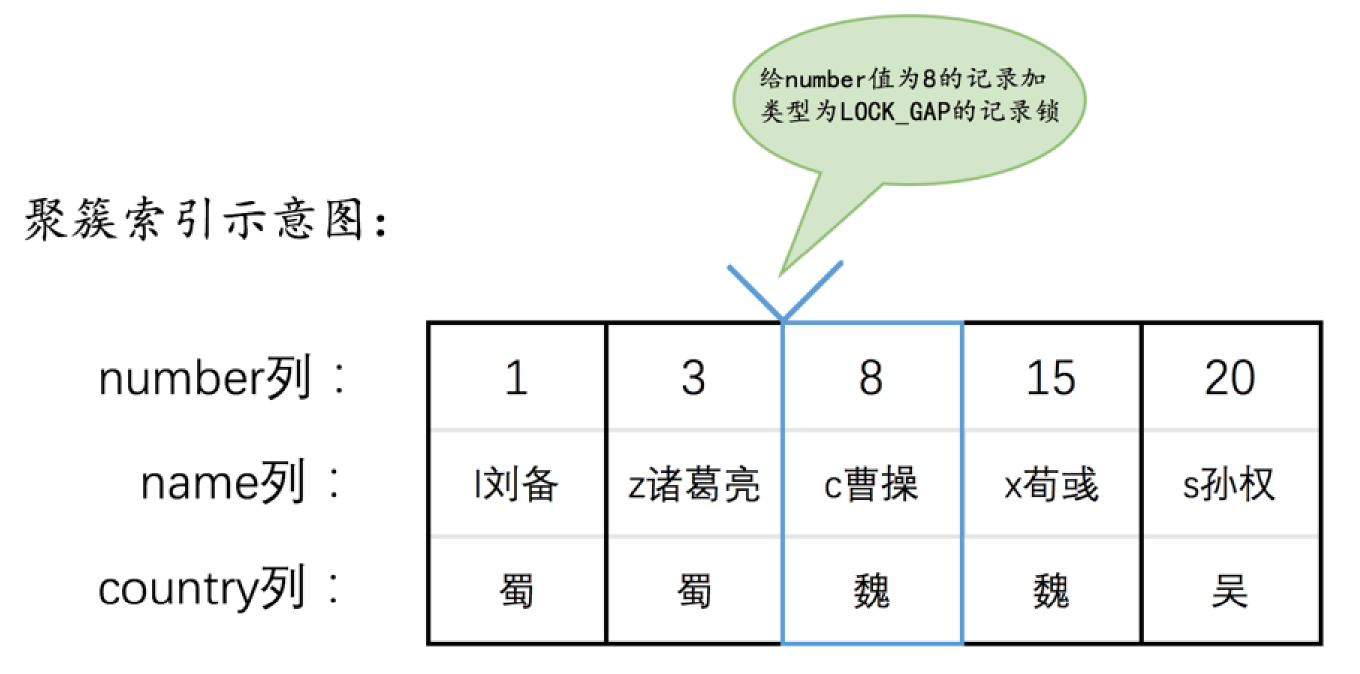 给number值为8的记录加
类型为LOCK_GAP的记录锁
聚簇索引示意图：
number列： 1 3 8 15 20
name列： l刘备 z诸葛亮 c曹操 x荀彧 s孙权
country列： 蜀 蜀 魏 魏 吴